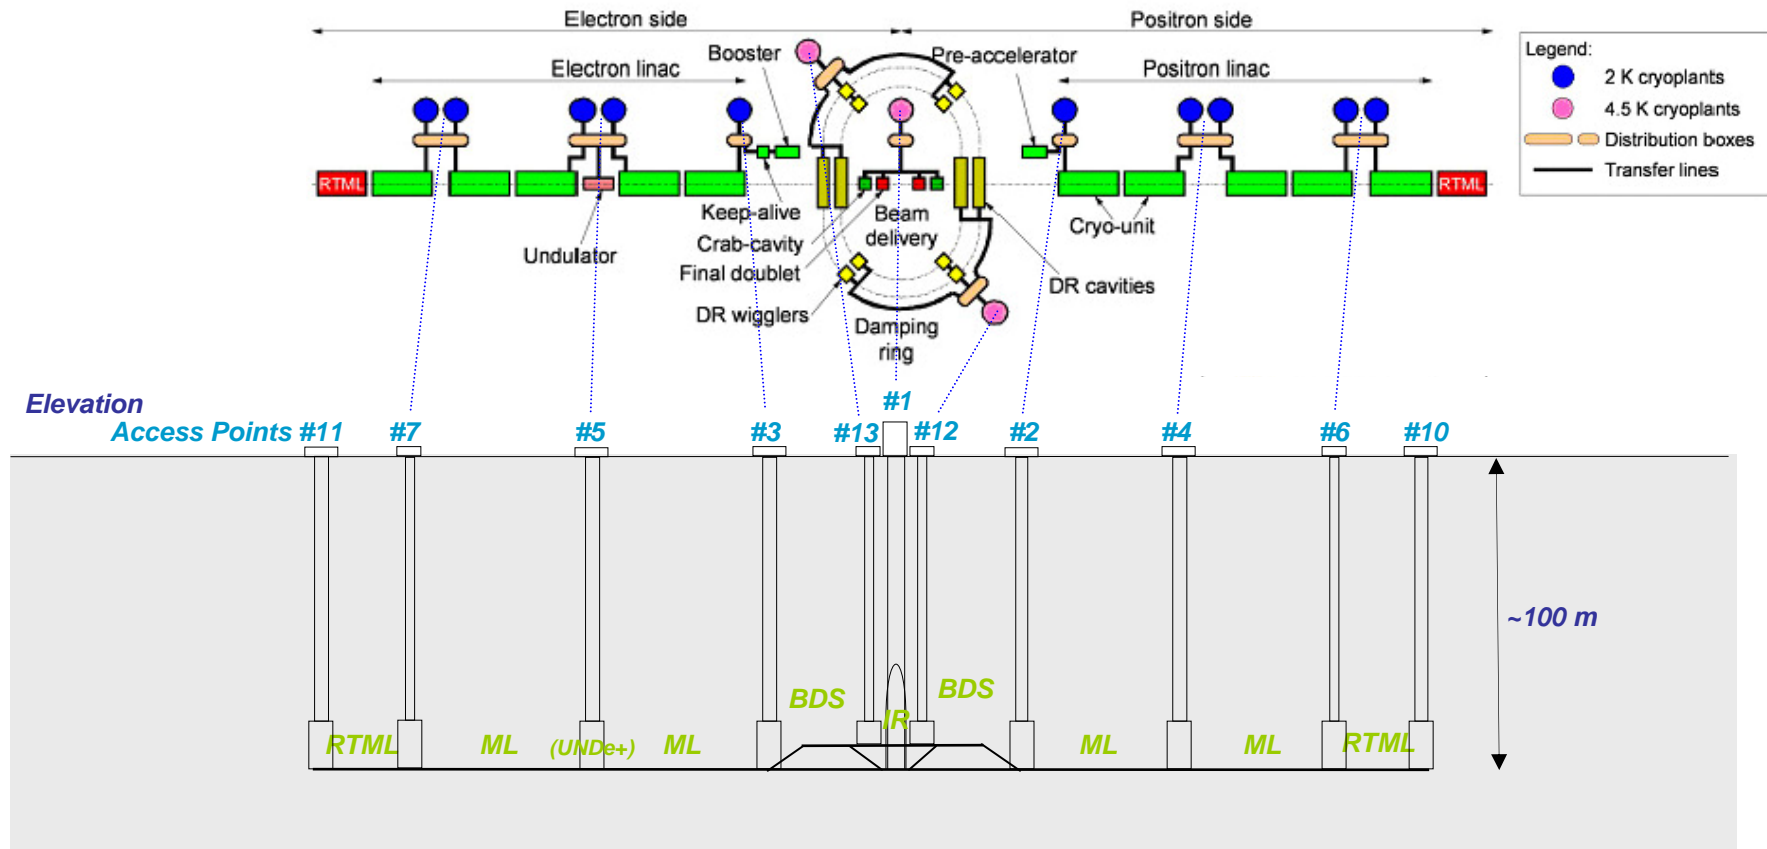 Electron side
Positron side
Booster
Pre-accelerator
Electron linac
Positron linac
Legend:
2 K cryoplants
4.5 K cryoplants
Distribution boxes
Transfer lines
RTML
RTML
Keep-alive
Beam
delivery
Crab-cavity
Cryo-unit
Undulator
Final doublet
DR cavities
DR wigglers
Damping
ring
Elevation
#1
Access Points #11
#7
#5
#3
#13
#12
#2
#4
#6
#10
~100 m
BDS
BDS
IR
RTML
ML
(UNDe+)
ML
ML
ML
RTML